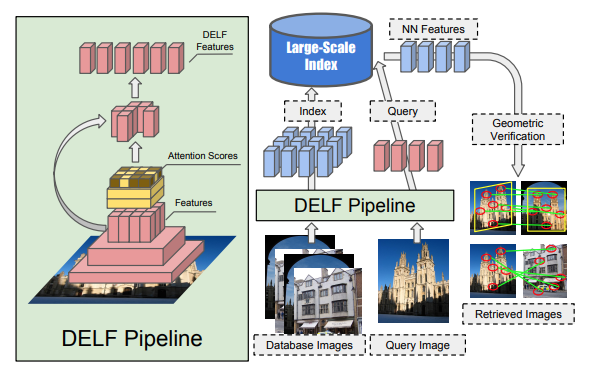 DELF
Features
Attention Scores
Features
DELF Pipeline
Large-Scale
Index
NN Features
Index
Query
Geometric
Verification
DELF Pipeline
Database Images
Query Image
Retrieved Images